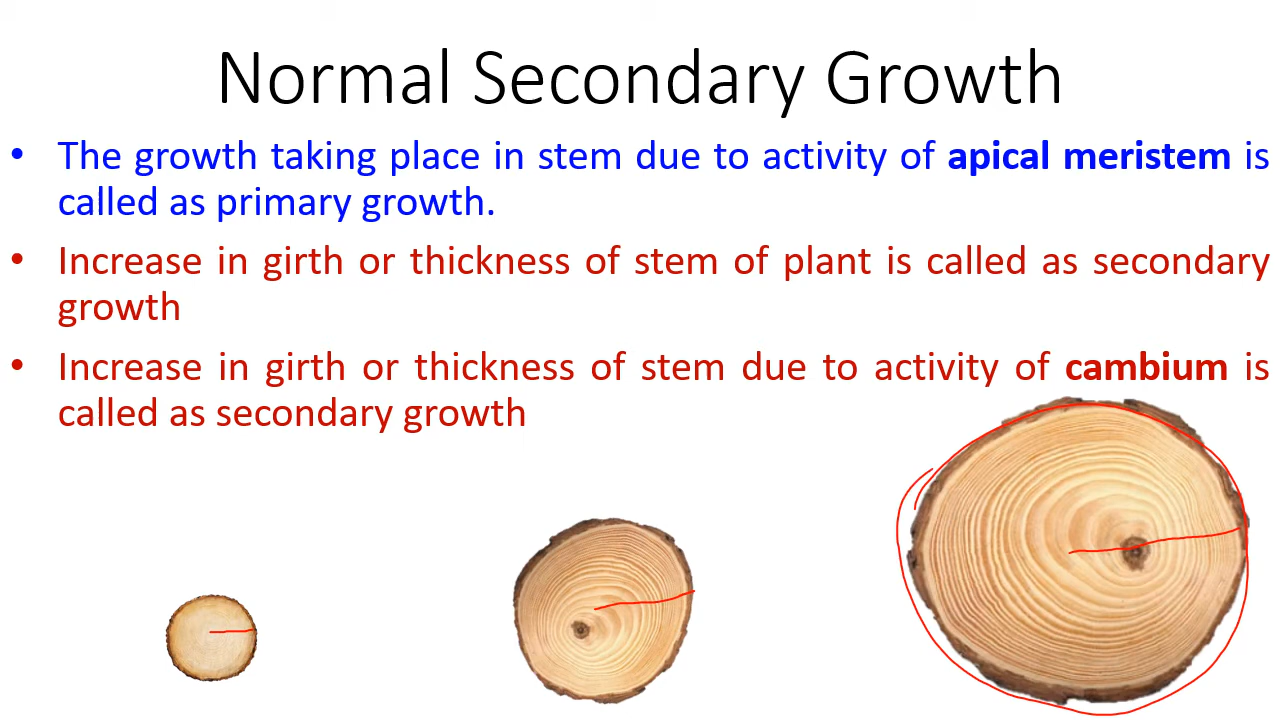 Normal Secondary Growth
• The growth taking place in stem due to activity of apical meristem is
called as primary growth.
• Increase in girth or thickness of stem of plant is called as secondary
growth
• Increase in girth or thickness of stem due to activity of cambium is
called as secondary growth